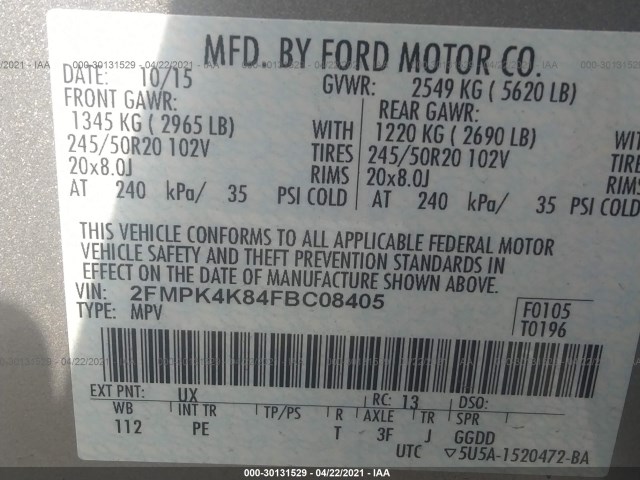 000-30131529 - 04/22/2021 - IAA
MFD. BY FORD MOTOR CO.
DATE: 10/15 GVWR: 2549 KG ( 5620 LB)
FRONT GAWR: REAR GAWR:
1345 KG ( 2965 LB) WITH 1220 KG ( 2690 LB) WITH
245/50R20 102V TIRES 245/50R20 102V TIRES
20x8.0J RIMS 20x8.0J RIMS
AT 240 kPa/ 35 PSI COLD AT 240 kPa/ 35 PSI COLD
THIS VEHICLE CONFORMS TO ALL APPLICABLE FEDERAL MOTOR
VEHICLE SAFETY AND THEFT PREVENTION STANDARDS IN
EFFECT ON THE DATE OF MANUFACTURE SHOWN ABOVE.
VIN: 2FMPK4K84FBC08405 F0105
TYPE: MPV T0196
EXT PNT: UX RC: 13 DSO:
WB INT TR TP/PS R AXLE TR SPR
112 PE T 3F J GGDD
UTC ▽5U5A-1520472-BA
000-30131529 - 04/22/2021 - IAA